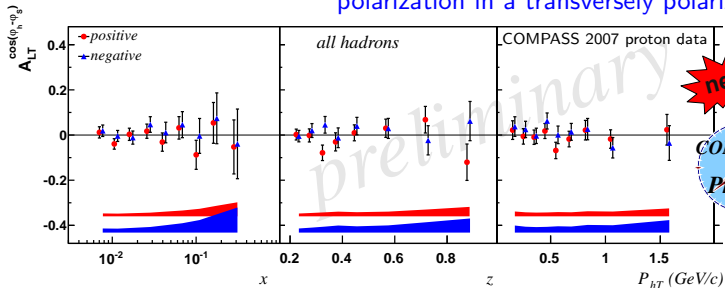 polarization in a transversely polari
A_LT^cos(φ_h-φ_S)
positive
negative
all hadrons
COMPASS 2007 proton data
preliminary
0.4
0.2
0
-0.2
-0.4
10⁻² 10⁻¹
0.2 0.4 0.6 0.8
0.5 1 1.5
x
z
P_hT (GeV/c)